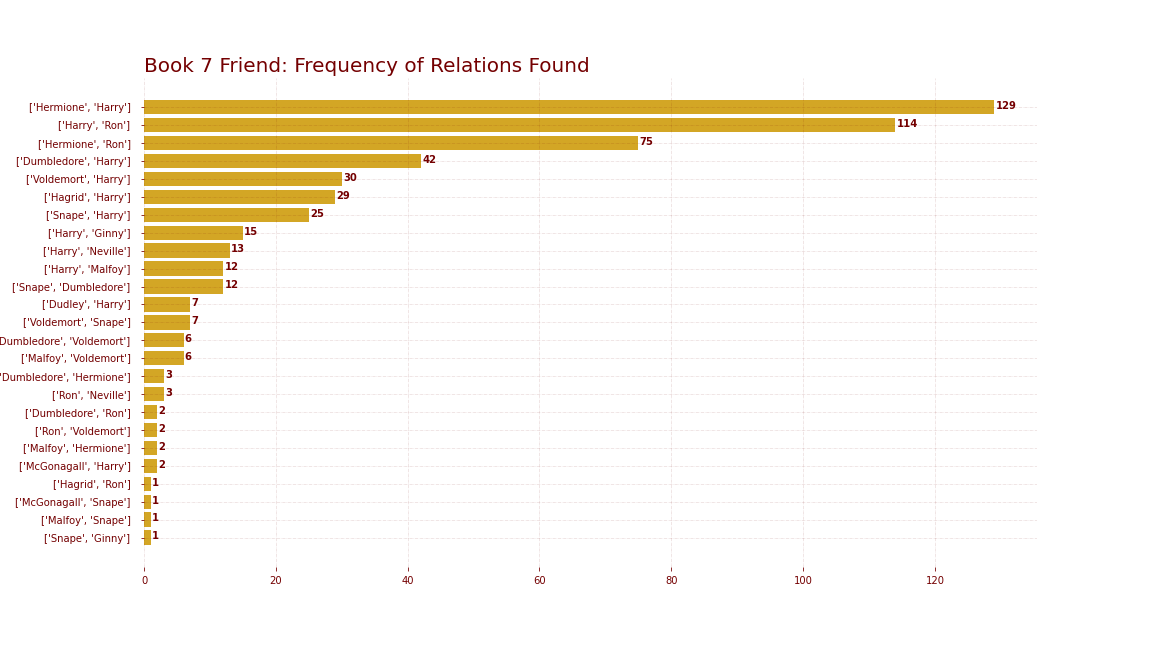 Book 7 Friend: Frequency of Relations Found
['Hermione', 'Harry'] 129
['Harry', 'Ron'] 114
['Hermione', 'Ron'] 75
['Dumbledore', 'Harry'] 42
['Voldemort', 'Harry'] 30
['Hagrid', 'Harry'] 29
['Snape', 'Harry'] 25
['Harry', 'Ginny'] 15
['Harry', 'Neville'] 13
['Harry', 'Malfoy'] 12
['Snape', 'Dumbledore'] 12
['Dudley', 'Harry'] 7
['Voldemort', 'Snape'] 7
Dumbledore', 'Voldemort'] 6
['Malfoy', 'Voldemort'] 6
'Dumbledore', 'Hermione'] 3
['Ron', 'Neville'] 3
['Dumbledore', 'Ron'] 2
['Ron', 'Voldemort'] 2
['Malfoy', 'Hermione'] 2
['McGonagall', 'Harry'] 2
['Hagrid', 'Ron'] 1
['McGonagall', 'Snape'] 1
['Malfoy', 'Snape'] 1
['Snape', 'Ginny'] 1
0 20 40 60 80 100 120